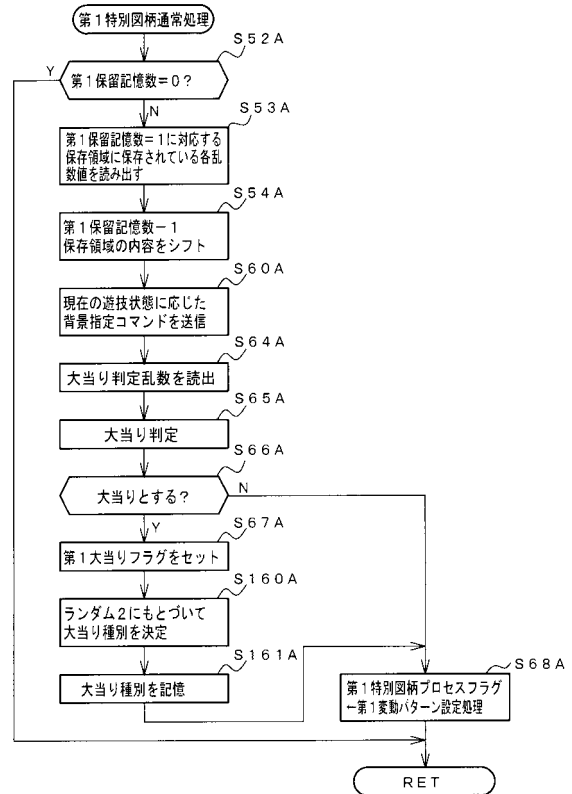 第1特別図柄通常処理
S52A
Y
第1保留記憶数=0?
N
S53A
第1保留記憶数=1に対応する
保存領域に保存されている各乱
数値を読み出す
S54A
第1保留記憶数-1
保存領域の内容をシフト
S60A
現在の遊技状態に応じた
背景指定コマンドを送信
S64A
大当り判定乱数を読出
S65A
大当り判定
S66A
大当りとする?
N
Y
S67A
第1大当りフラグをセット
S160A
ランダム2にもとづいて
大当り種別を決定
S161A
大当り種別を記憶
S68A
第1特別図柄プロセスフラグ
←第1変動パターン設定処理
RET